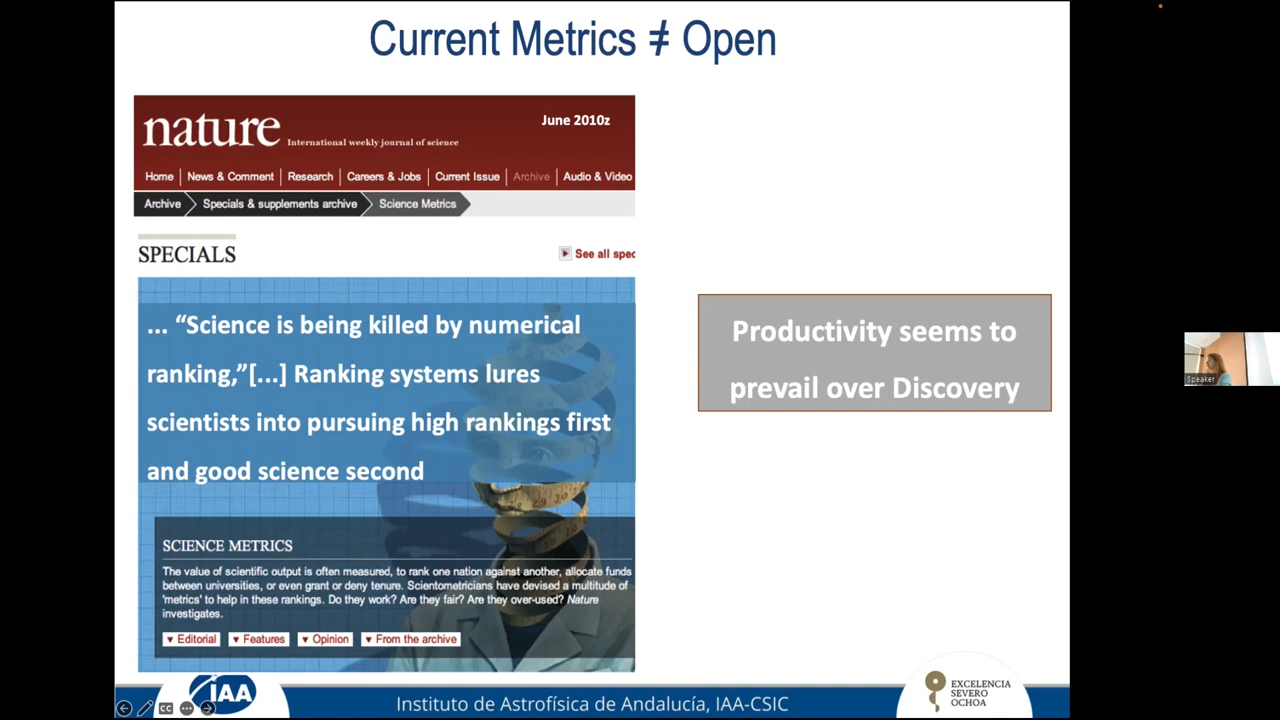 Current Metrics ≠ Open
nature International weekly journal of science
June 2010z
Home News & Comment Research Careers & Jobs Current Issue Archive Audio & Video
Archive Specials & supplements archive Science Metrics
SPECIALS
See all spec
... “Science is being killed by numerical
ranking,”[...] Ranking systems lures
scientists into pursuing high rankings first
and good science second
SCIENCE METRICS
The value of scientific output is often measured, to rank one nation against another, allocate funds
between universities, or even grant or deny tenure. Scientometricians have devised a multitude of
'metrics' to help in these rankings. Do they work? Are they fair? Are they over-used? Nature
investigates.
Editorial Features Opinion From the archive
Productivity seems to
prevail over Discovery
Speaker
IAA
Instituto de Astrofísica de Andalucía, IAA-CSIC
EXCELENCIA
SEVERO
OCHOA
CC